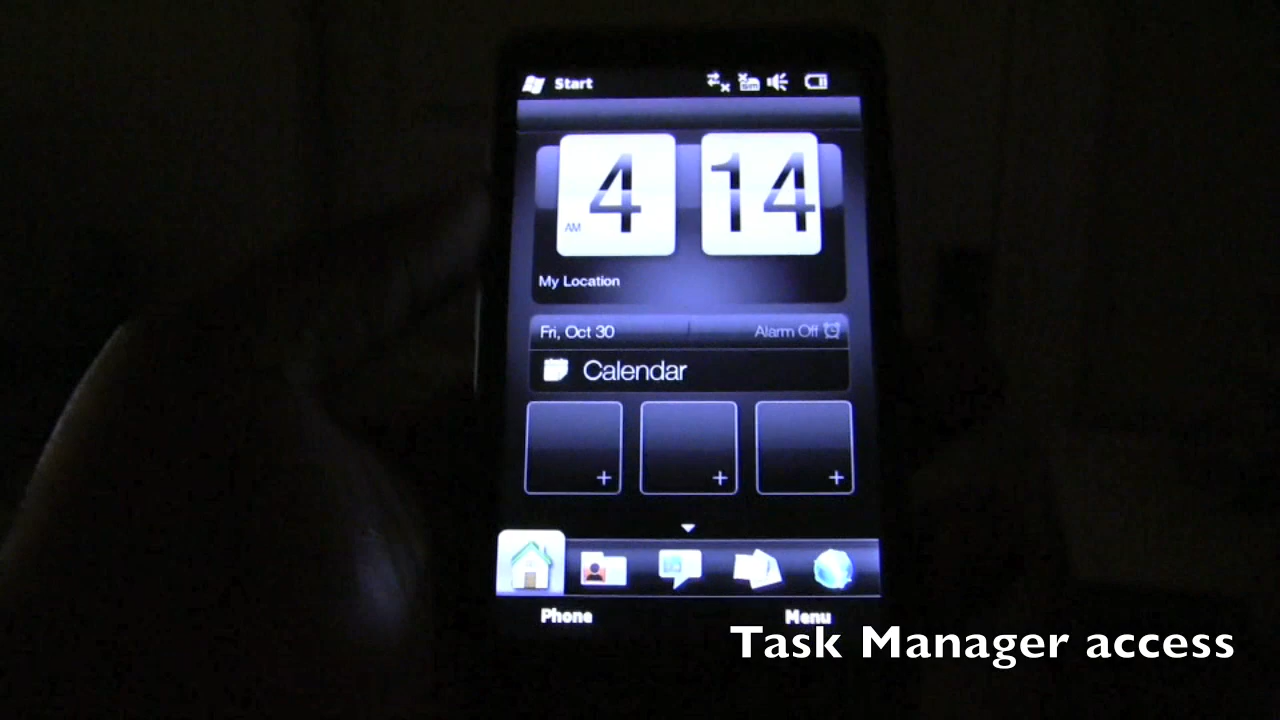 Start
4 14
AM
My Location
Fri, Oct 30 Alarm Off
Calendar
Phone Menu
Task Manager access